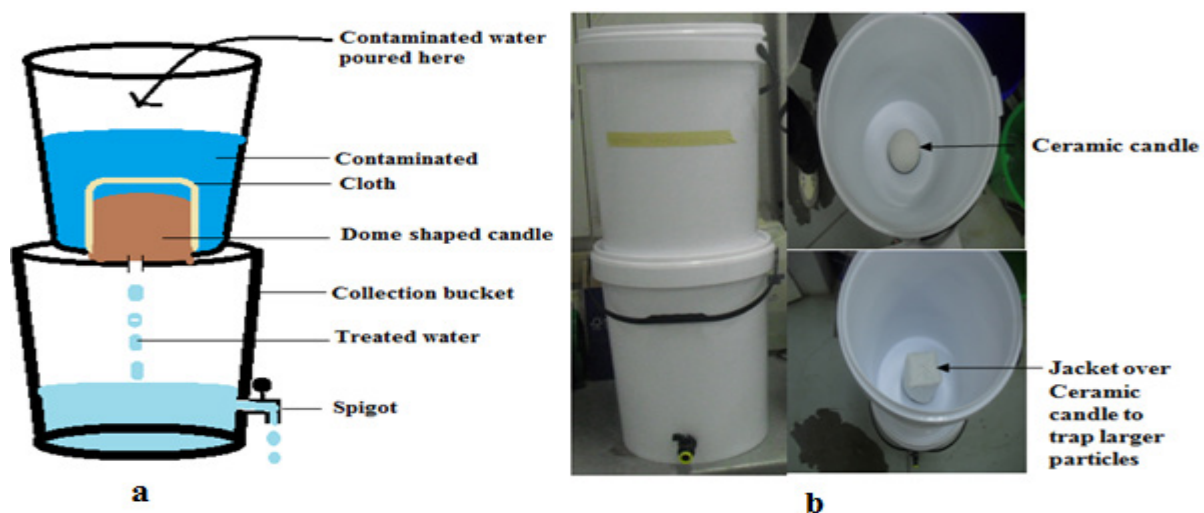 Contaminated water
poured here
Contaminated
Cloth
Dome shaped candle
Collection bucket
Treated water
Spigot
a
Ceramic candle
Jacket over
Ceramic
candle to
trap larger
particles
b